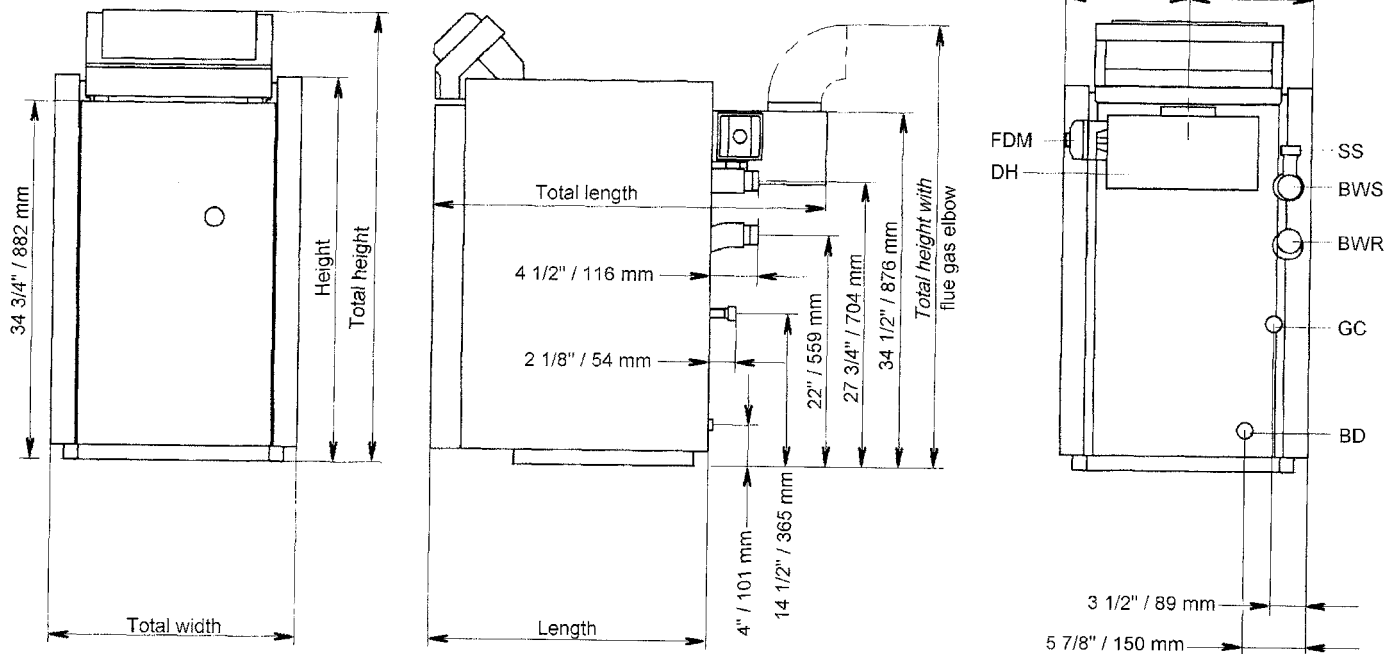 34 3/4" / 882 mm
Height
Total height
Total width
Total length
4 1/2" / 116 mm
2 1/8" / 54 mm
Length
4" / 101 mm
14 1/2" / 365 mm
22" / 559 mm
27 3/4" / 704 mm
34 1/2" / 876 mm
Total height with
flue gas elbow
FDM
DH
SS
BWS
BWR
GC
BD
3 1/2" / 89 mm
5 7/8" / 150 mm